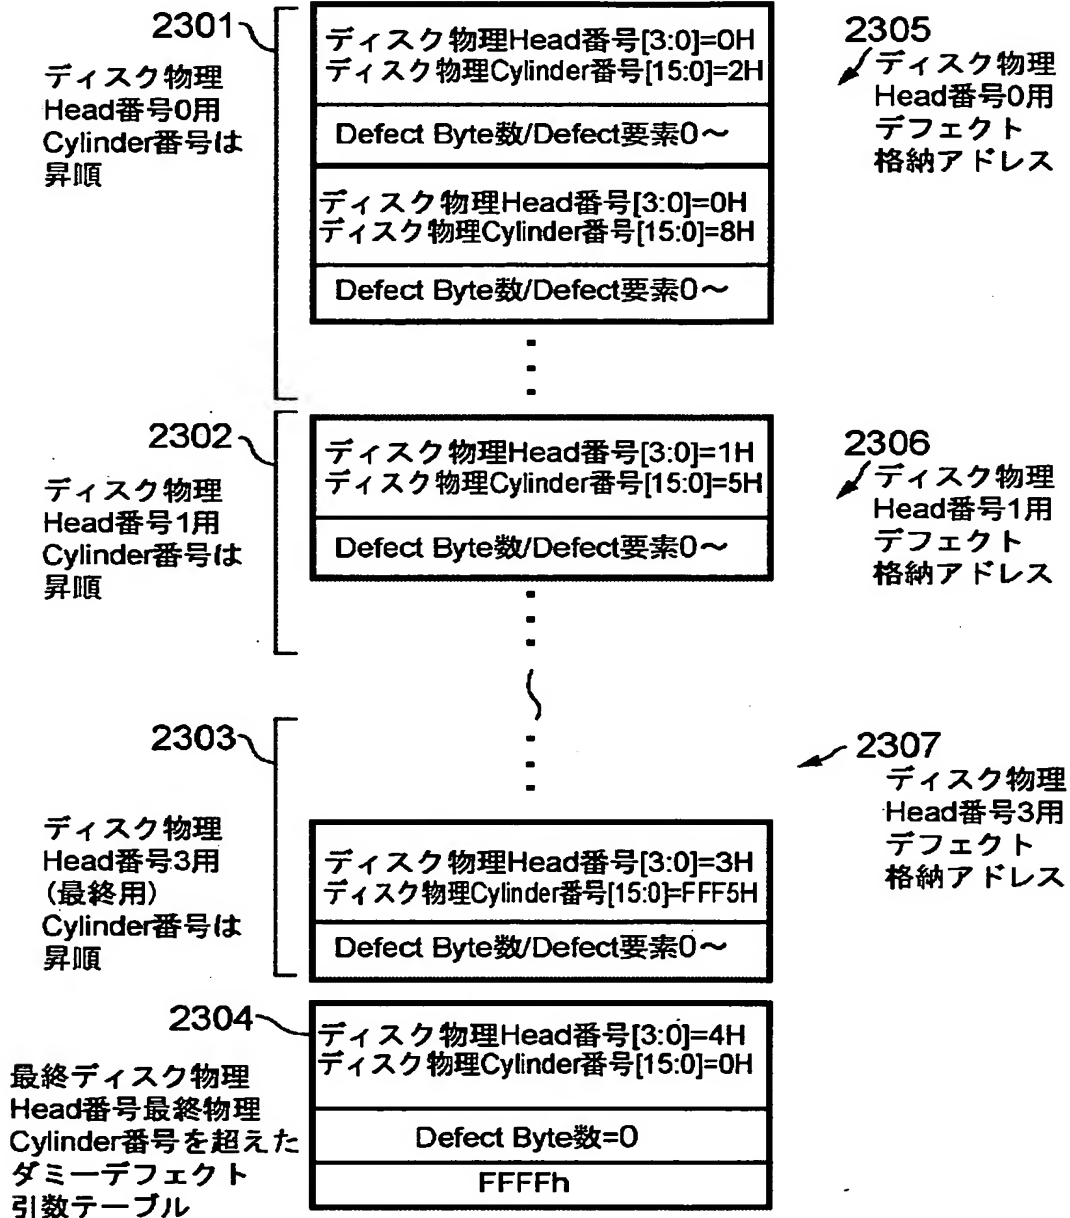 2301
ディスク物理
Head番号0用
Cylinder番号は
昇順
ディスク物理Head番号[3:0]=0H
ディスク物理Cylinder番号[15:0]=2H
Defect Byte数/Defect要素0～
ディスク物理Head番号[3:0]=0H
ディスク物理Cylinder番号[15:0]=8H
Defect Byte数/Defect要素0～
2305
ディスク物理
Head番号0用
デフェクト
格納アドレス
2302
ディスク物理
Head番号1用
Cylinder番号は
昇順
ディスク物理Head番号[3:0]=1H
ディスク物理Cylinder番号[15:0]=5H
Defect Byte数/Defect要素0～
2306
ディスク物理
Head番号1用
デフェクト
格納アドレス
2303
ディスク物理
Head番号3用
(最終用)
Cylinder番号は
昇順
ディスク物理Head番号[3:0]=3H
ディスク物理Cylinder番号[15:0]=FFF5H
Defect Byte数/Defect要素0～
2307
ディスク物理
Head番号3用
デフェクト
格納アドレス
2304
最終ディスク物理
Head番号最終物理
Cylinder番号を超えた
ダミーデフェクト
引数テーブル
ディスク物理Head番号[3:0]=4H
ディスク物理Cylinder番号[15:0]=0H
Defect Byte数=0
FFFFh